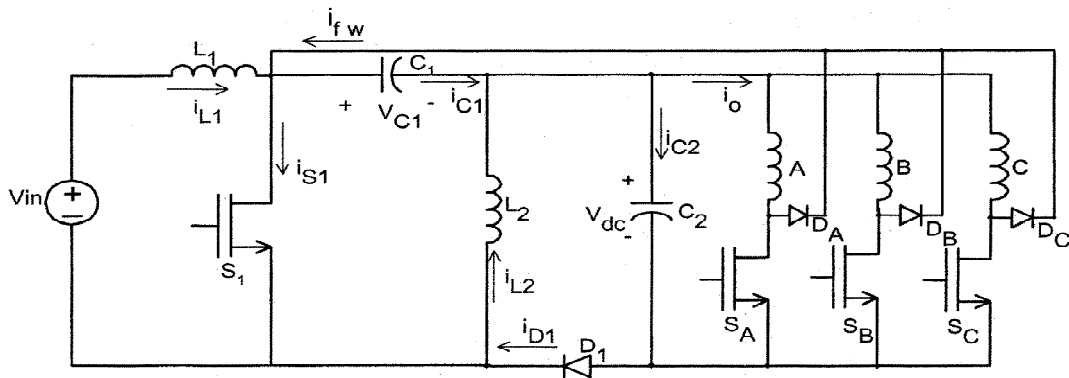 i_fw
L_1
C_1
i_L1
+ V_C1 -
i_C1
i_o
i_S1
i_C2
A
B
C
Vin
+
-
L_2
+
V_dc
-
C_2
D_A
D_B
D_C
S_1
i_L2
S_A
S_B
S_C
i_D1
D_1